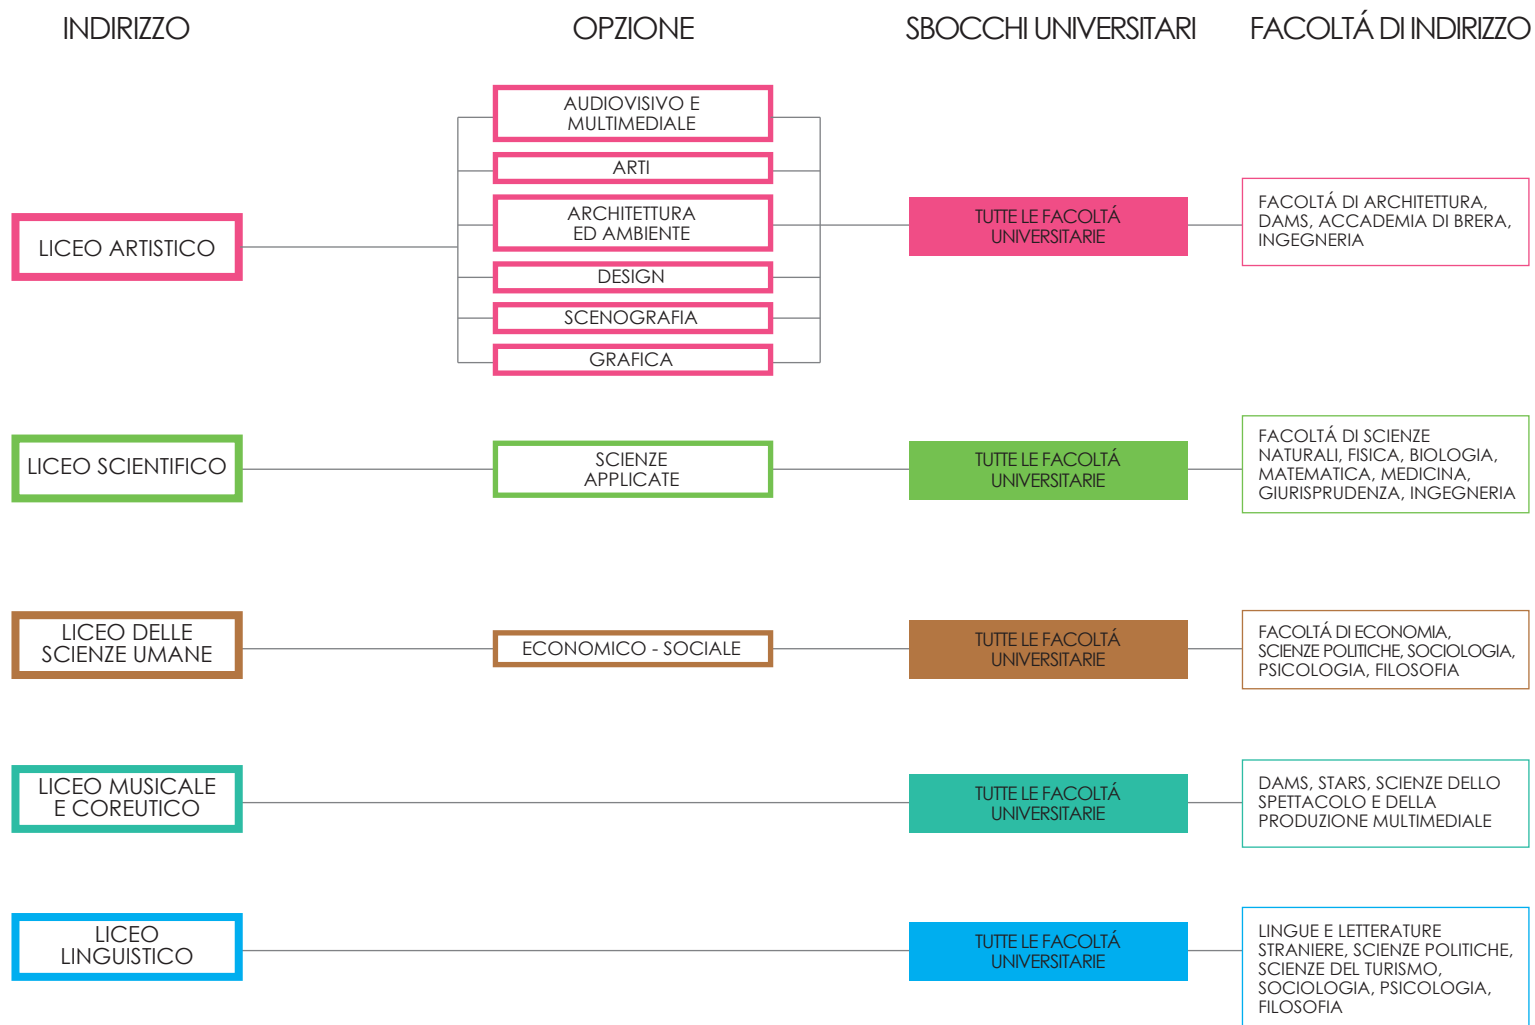 INDIRIZZO
OPZIONE
SBOCCHI UNIVERSITARI
FACOLTÁ DI INDIRIZZO
LICEO ARTISTICO
AUDIOVISIVO E
MULTIMEDIALE
ARTI
ARCHITETTURA
ED AMBIENTE
DESIGN
SCENOGRAFIA
GRAFICA
TUTTE LE FACOLTÁ
UNIVERSITARIE
FACOLTÁ DI ARCHITETTURA,
DAMS, ACCADEMIA DI BRERA,
INGEGNERIA
LICEO SCIENTIFICO
SCIENZE
APPLICATE
TUTTE LE FACOLTÁ
UNIVERSITARIE
FACOLTÁ DI SCIENZE
NATURALI, FISICA, BIOLOGIA,
MATEMATICA, MEDICINA,
GIURISPRUDENZA, INGEGNERIA
LICEO DELLE
SCIENZE UMANE
ECONOMICO - SOCIALE
TUTTE LE FACOLTÁ
UNIVERSITARIE
FACOLTÁ DI ECONOMIA,
SCIENZE POLITICHE, SOCIOLOGIA,
PSICOLOGIA, FILOSOFIA
LICEO MUSICALE
E COREUTICO
TUTTE LE FACOLTÁ
UNIVERSITARIE
DAMS, STARS, SCIENZE DELLO
SPETTACOLO E DELLA
PRODUZIONE MULTIMEDIALE
LICEO
LINGUISTICO
TUTTE LE FACOLTÁ
UNIVERSITARIE
LINGUE E LETTERATURE
STRANIERE, SCIENZE POLITICHE,
SCIENZE DEL TURISMO,
SOCIOLOGIA, PSICOLOGIA,
FILOSOFIA